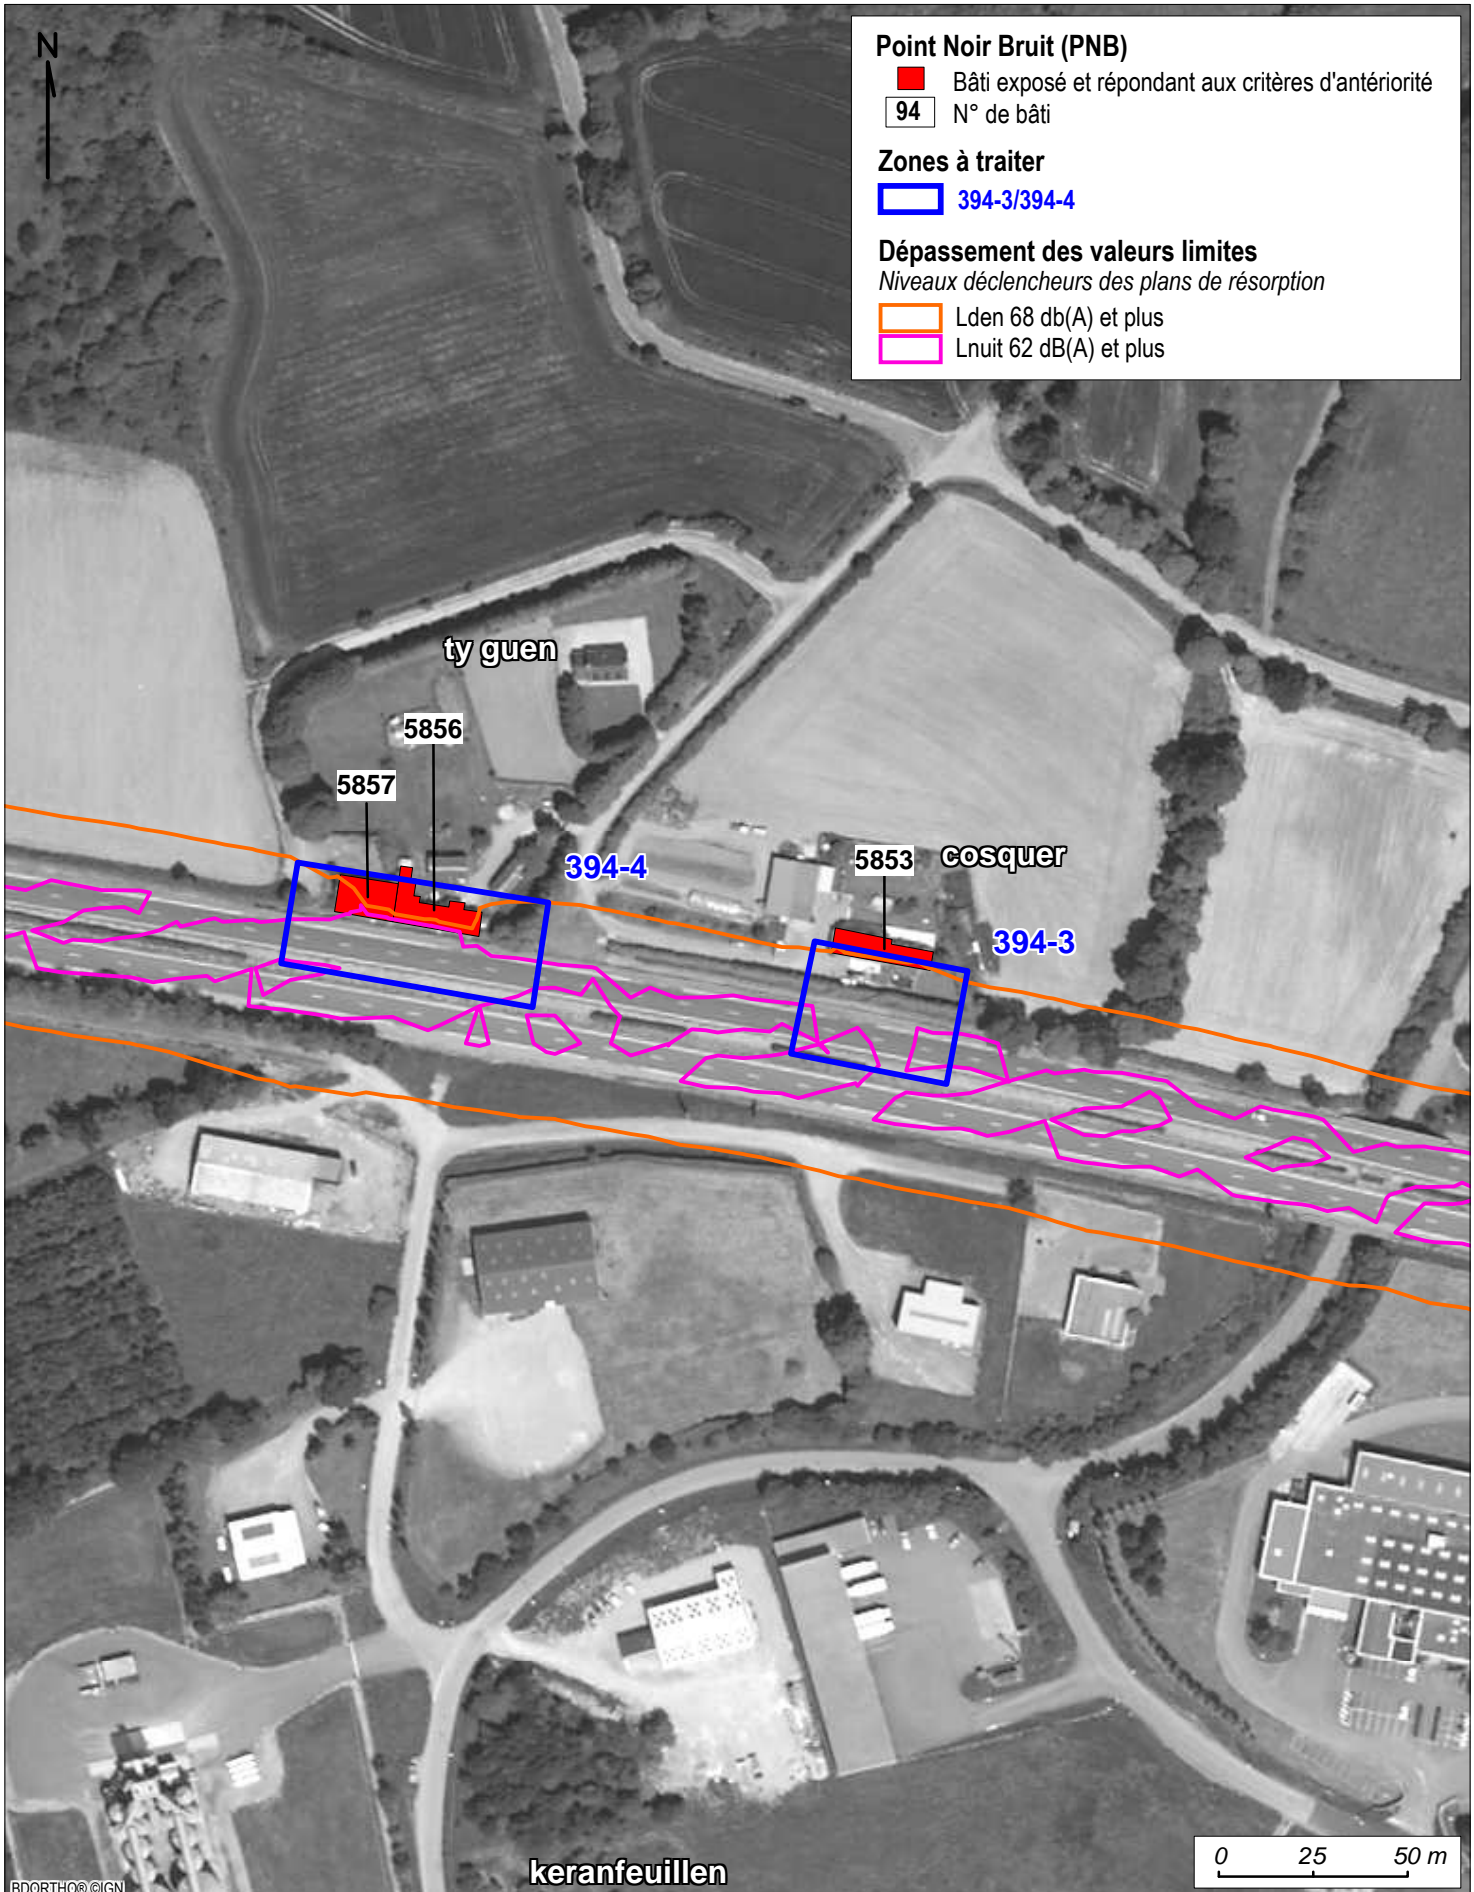 N
Point Noir Bruit (PNB)
Bâti exposé et répondant aux critères d'antériorité
94 N° de bâti
Zones à traiter
394-3/394-4
Dépassement des valeurs limites
Niveaux déclencheurs des plans de résorption
Lden 68 db(A) et plus
Lnuit 62 dB(A) et plus
ty guen
5856
5857
394-4
5853
cosquer
394-3
keranfeuillen
0 25 50 m
BDORTHO® ©IGN